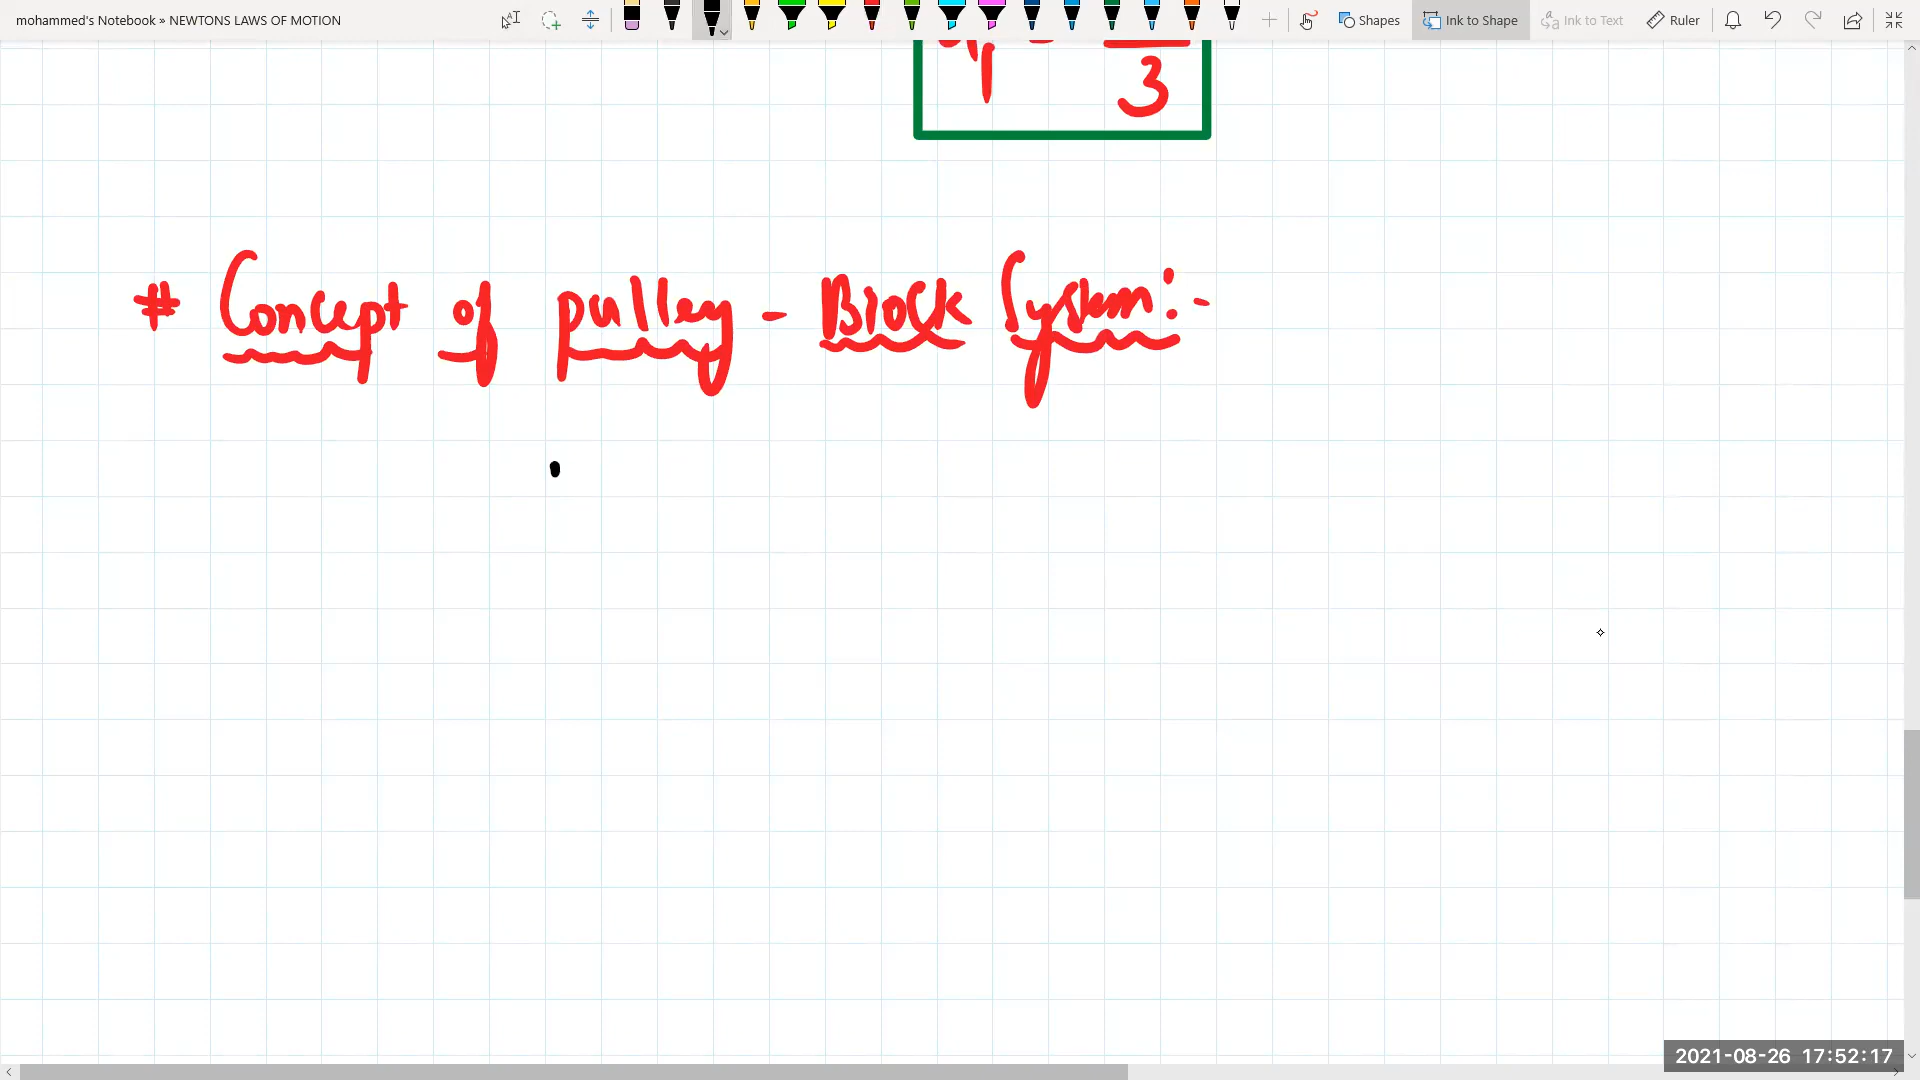 mohammed's Notebook » NEWTONS LAWS OF MOTION
Shapes Ink to Shape Ink to Text Ruler
3
# Concept of pulley - Block System:-
2021-08-26 17:52:17